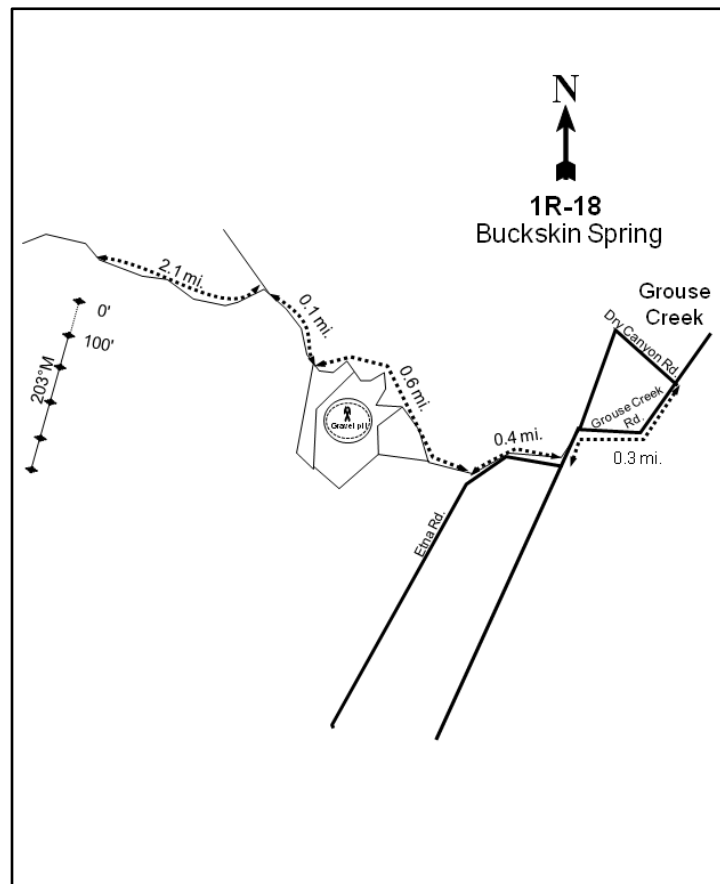 N
1R-18
Buckskin Spring
Grouse
Creek
Dry Canyon Rd.
Grouse Creek
Rd.
0.3 mi.
0.4 mi.
0.6 mi.
0.1 mi.
2.1 mi.
0'
100'
203°M
Gravel pit
Etna Rd.